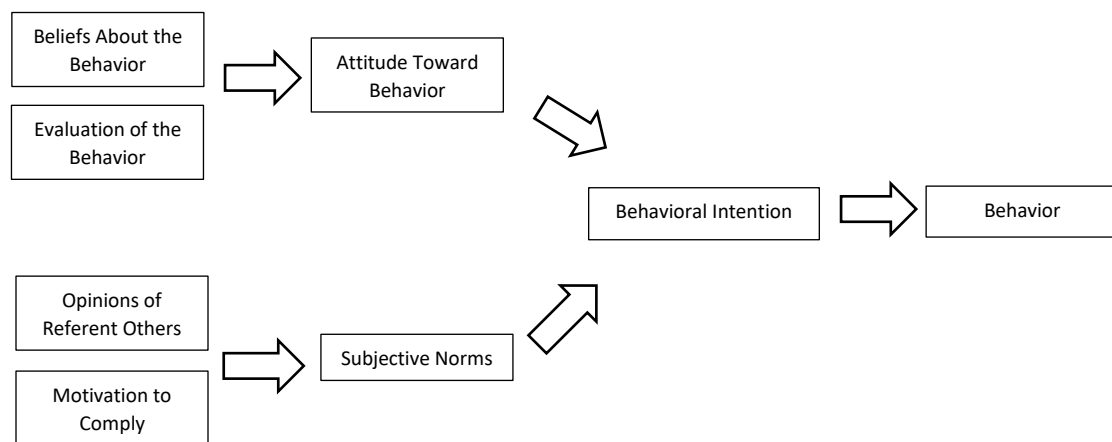 Beliefs About the
Behavior
Evaluation of the
Behavior
Attitude Toward
Behavior
Opinions of
Referent Others
Motivation to
Comply
Subjective Norms
Behavioral Intention
Behavior